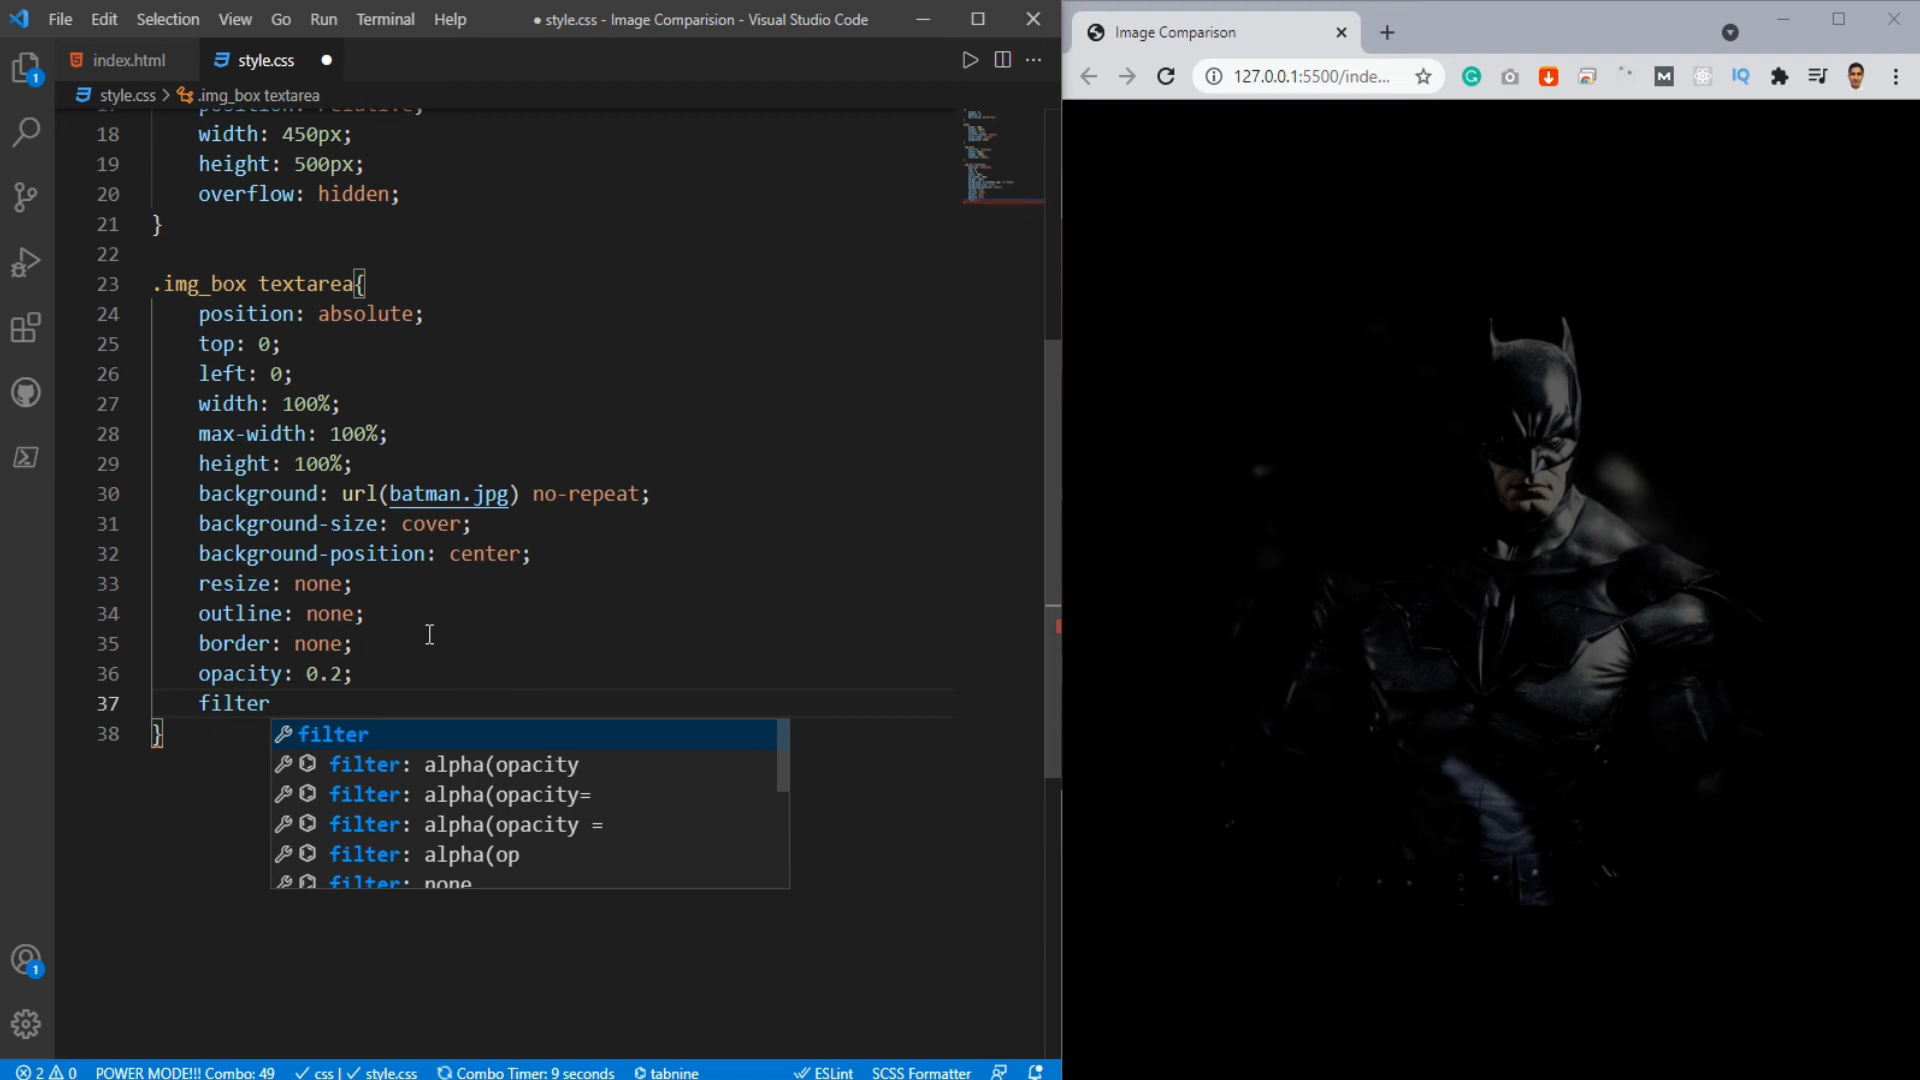 File Edit Selection View Go Run Terminal Help ● style.css - Image Comparision - Visual Studio Code
index.html style.css
style.css > .img_box textarea
18 width: 450px;
19 height: 500px;
20 overflow: hidden;
21 }
22
23 .img_box textarea{
24 position: absolute;
25 top: 0;
26 left: 0;
27 width: 100%;
28 max-width: 100%;
29 height: 100%;
30 background: url(batman.jpg) no-repeat;
31 background-size: cover;
32 background-position: center;
33 resize: none;
34 outline: none;
35 border: none;
36 opacity: 0.2;
37 filter
38 }
filter
filter: alpha(opacity
filter: alpha(opacity=
filter: alpha(opacity =
filter: alpha(op
filter: none
1
1
2 0 POWER MODE!!! Combo: 49 ✓ css | ✓ style.css Combo Timer: 9 seconds tabnine ESLint SCSS Formatter
Image Comparison
127.0.0.1:5500/inde... M IQ